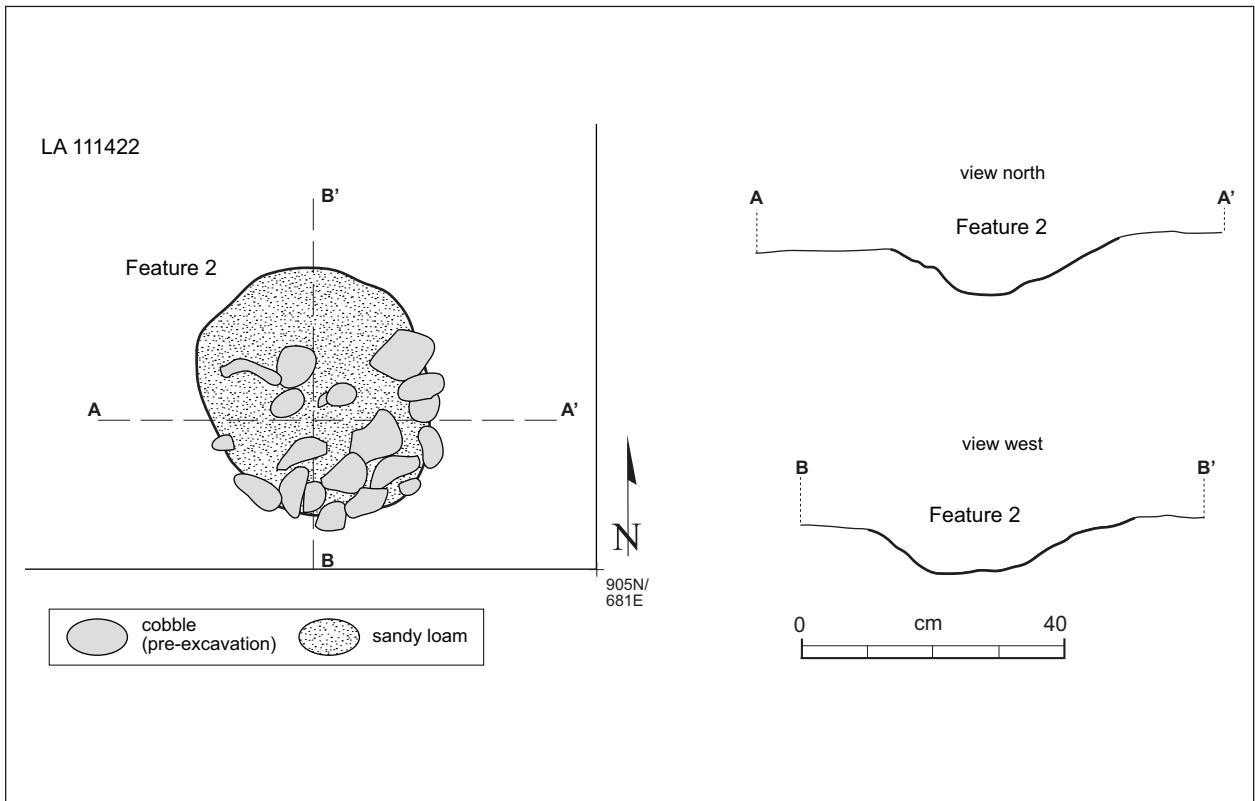 LA 111422
B’
Feature 2
A
A’
B
N
905N/
681E
cobble
(pre-excavation)
sandy loam
view north
A
A’
Feature 2
view west
B
B’
Feature 2
0 cm 40